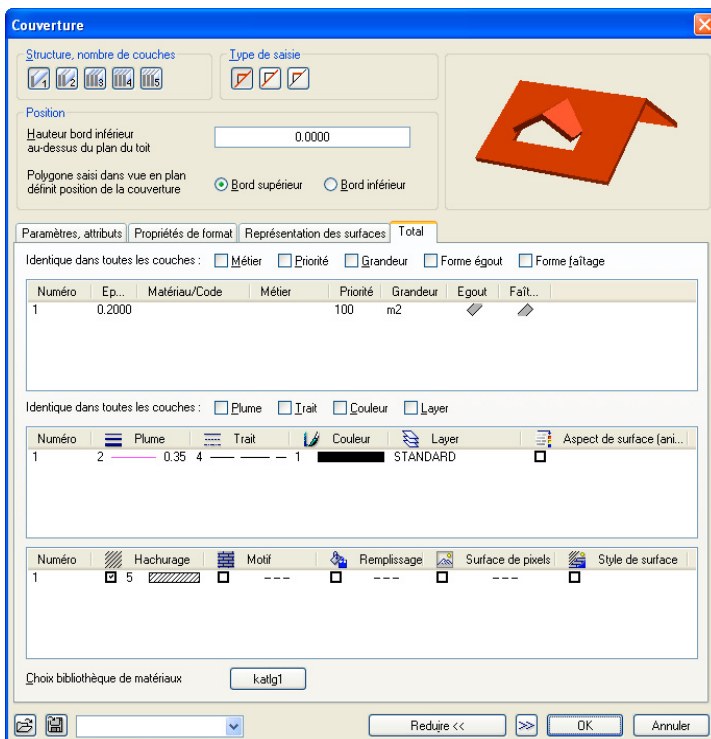 Couverture
Structure, nombre de couches
Type de saisie
1 2 3 4 5
Position
Hauteur bord inférieur
au-dessus du plan du toit
0.0000
Polygone saisi dans vue en plan
définit position de la couverture
Bord supérieur
Bord inférieur
Paramètres, attributs
Propriétés de format
Représentation des surfaces
Total
Identique dans toutes les couches : Métier Priorité Grandeur Forme égout Forme faîtage
Numéro Ep... Matériau/Code Métier Priorité Grandeur Egout Faît...
1 0.2000 100 m2
Identique dans toutes les couches : Plume Trait Couleur Layer
Numéro Plume Trait Couleur Layer Aspect de surface (ani...
1 2 0.35 4 1 STANDARD
Numéro Hachurage Motif Remplissage Surface de pixels Style de surface
1 5 --- --- ---
Choix bibliothèque de matériaux
katlg1
Reduire <<
>>
OK
Annuler